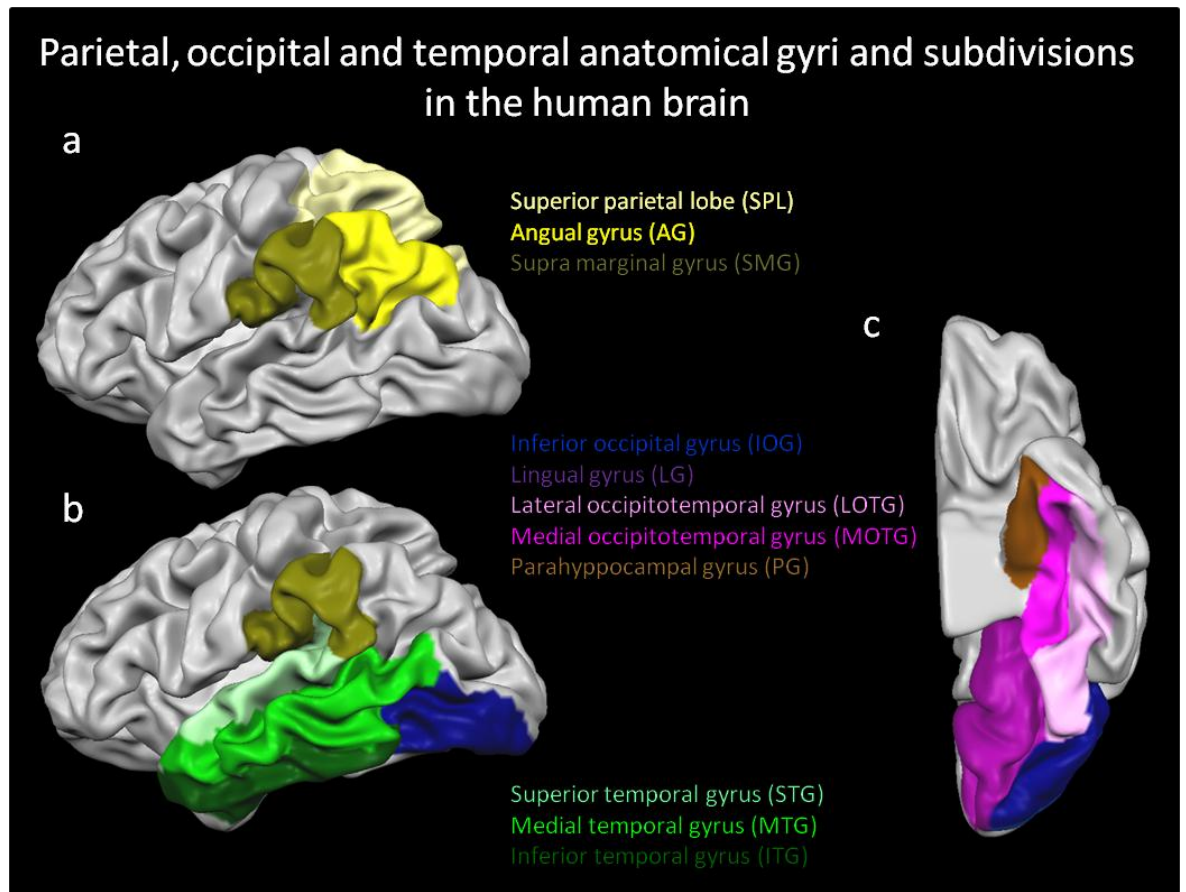 Parietal, occipital and temporal anatomical gyri and subdivisions
in the human brain
a
Superior parietal lobe (SPL)
Angual gyrus (AG)
Supra marginal gyrus (SMG)
c
Inferior occipital gyrus (IOG)
Lingual gyrus (LG)
Lateral occipitotemporal gyrus (LOTG)
Medial occipitotemporal gyrus (MOTG)
Parahyppocampal gyrus (PG)
b
Superior temporal gyrus (STG)
Medial temporal gyrus (MTG)
Inferior temporal gyrus (ITG)